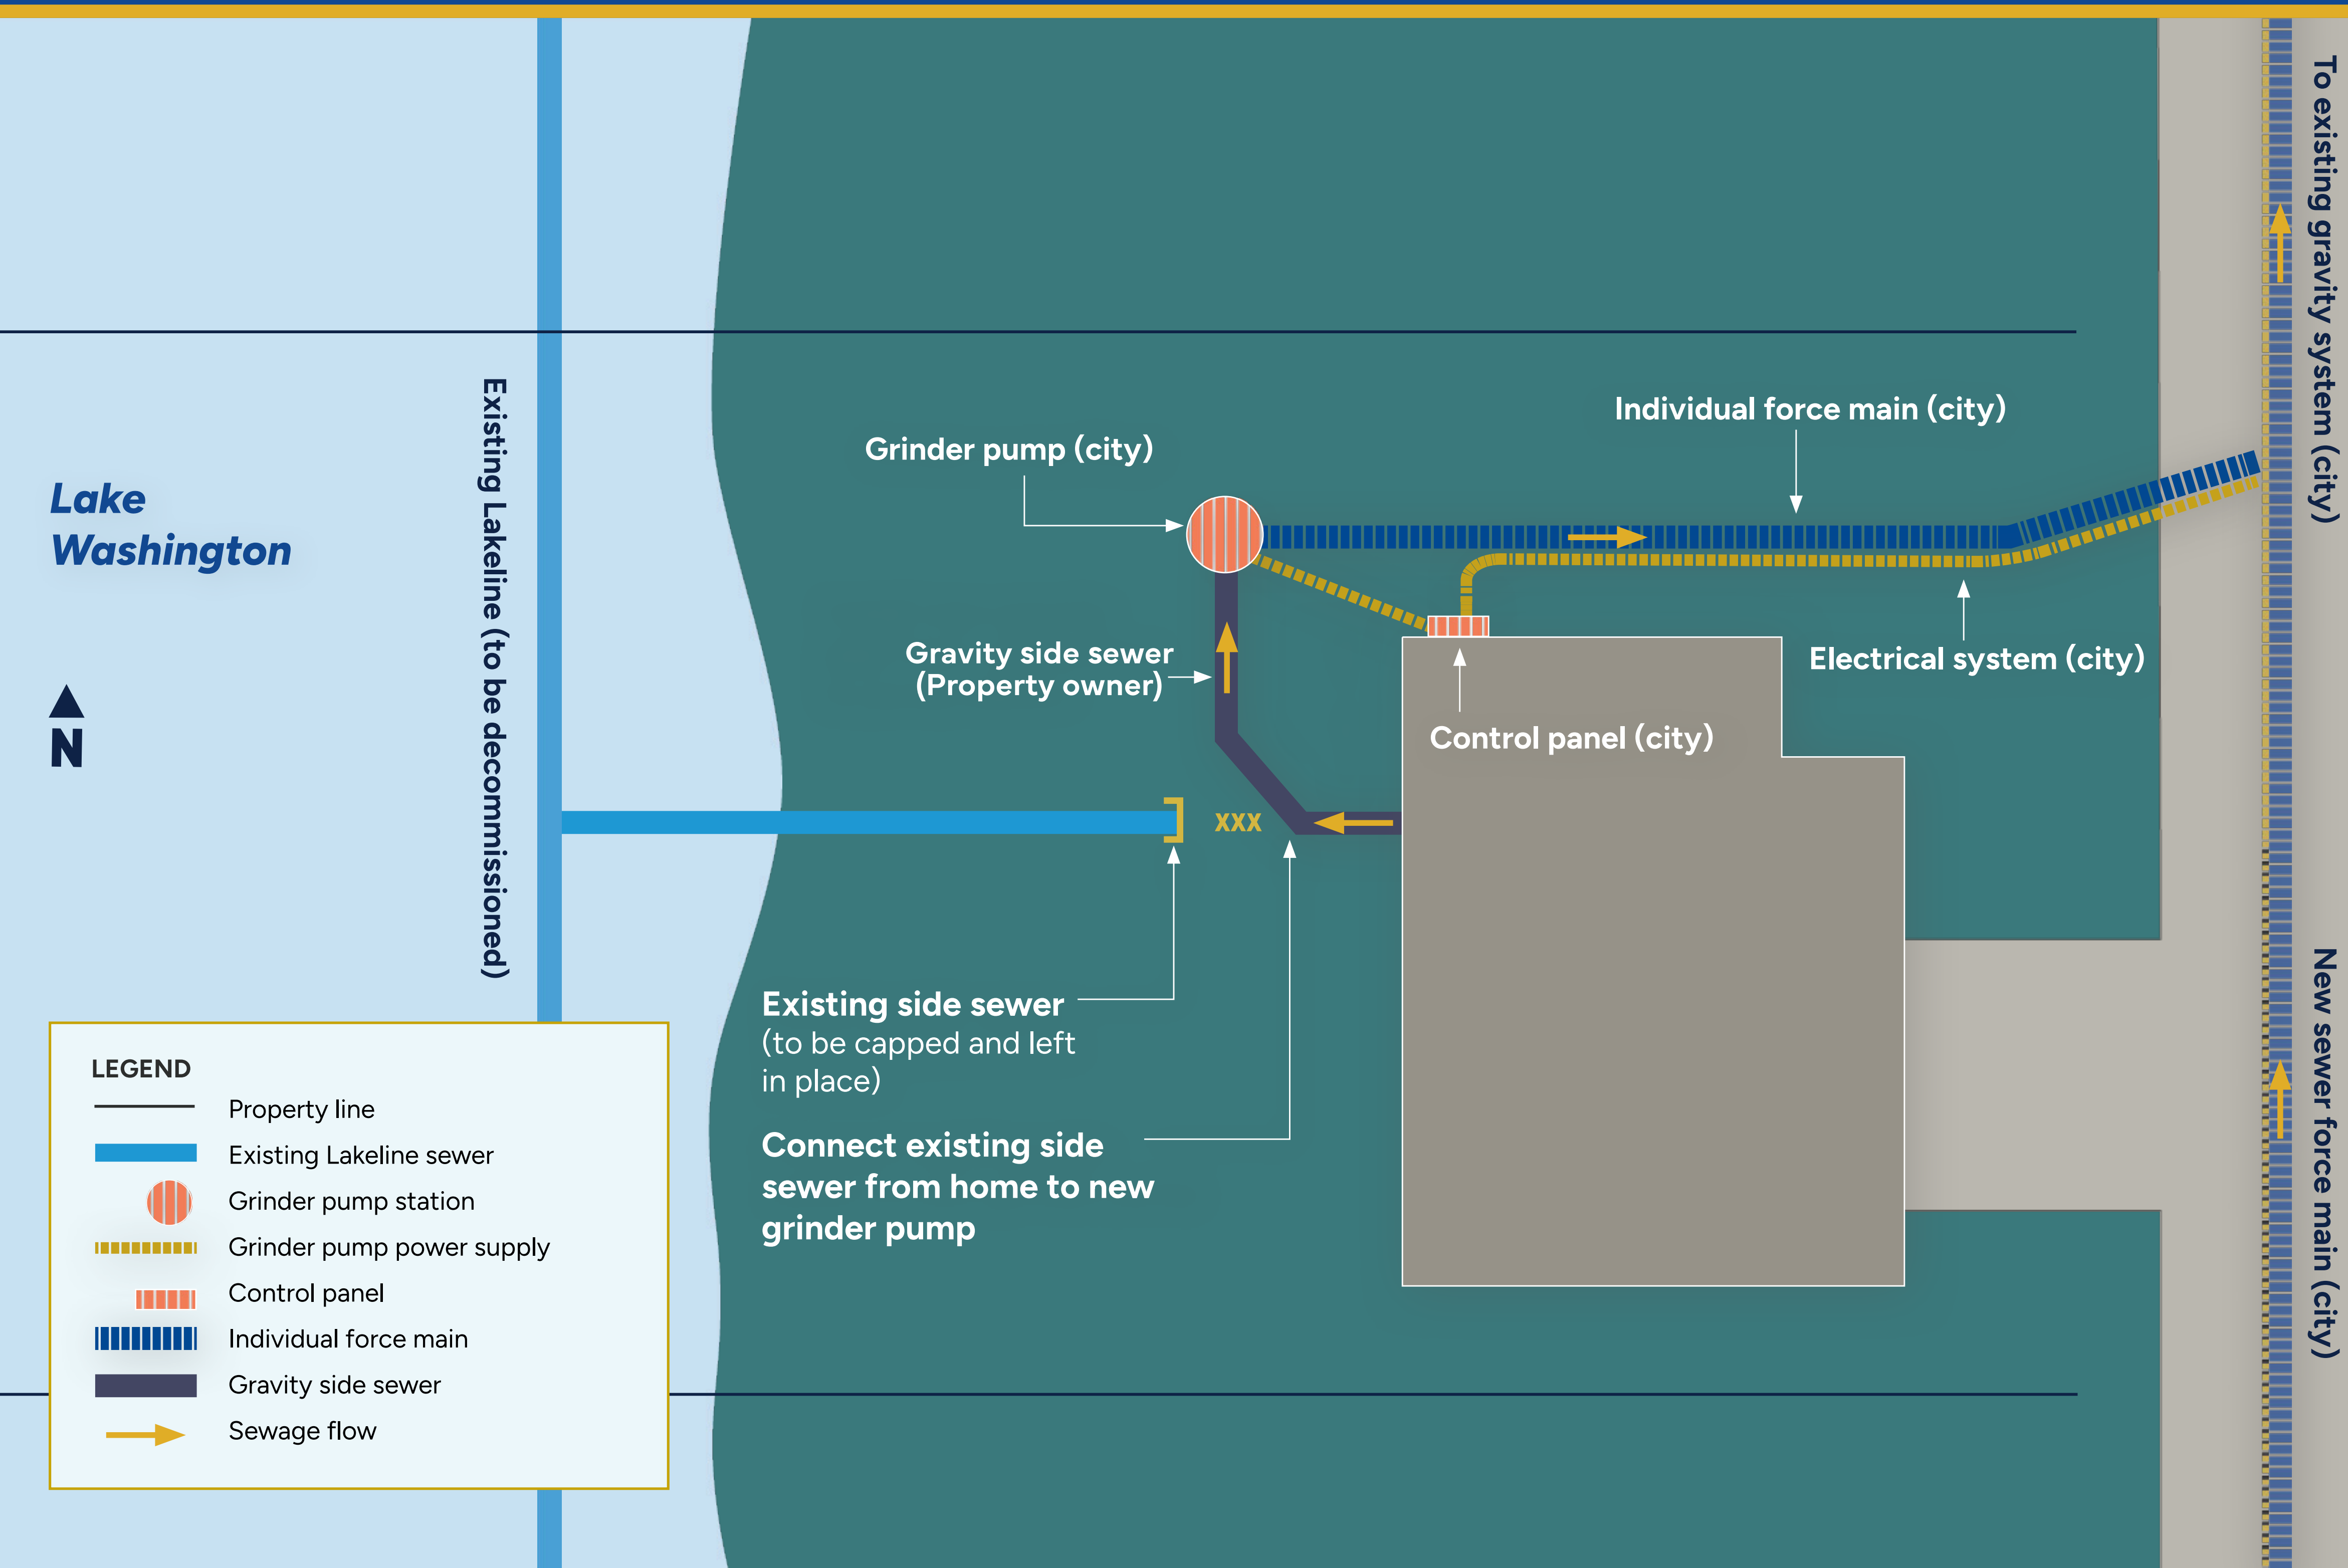 To existing gravity system (city)
Individual force main (city)
Grinder pump (city)
Existing Lakeline (to be decommissioned)
Lake
Washington
Gravity side sewer
(Property owner)
Electrical system (city)
Control panel (city)
N
XXX
New sewer force main (city)
Existing side sewer
(to be capped and left
in place)
Connect existing side
sewer from home to new
grinder pump
LEGEND
Property line
Existing Lakeline sewer
Grinder pump station
Grinder pump power supply
Control panel
Individual force main
Gravity side sewer
Sewage flow